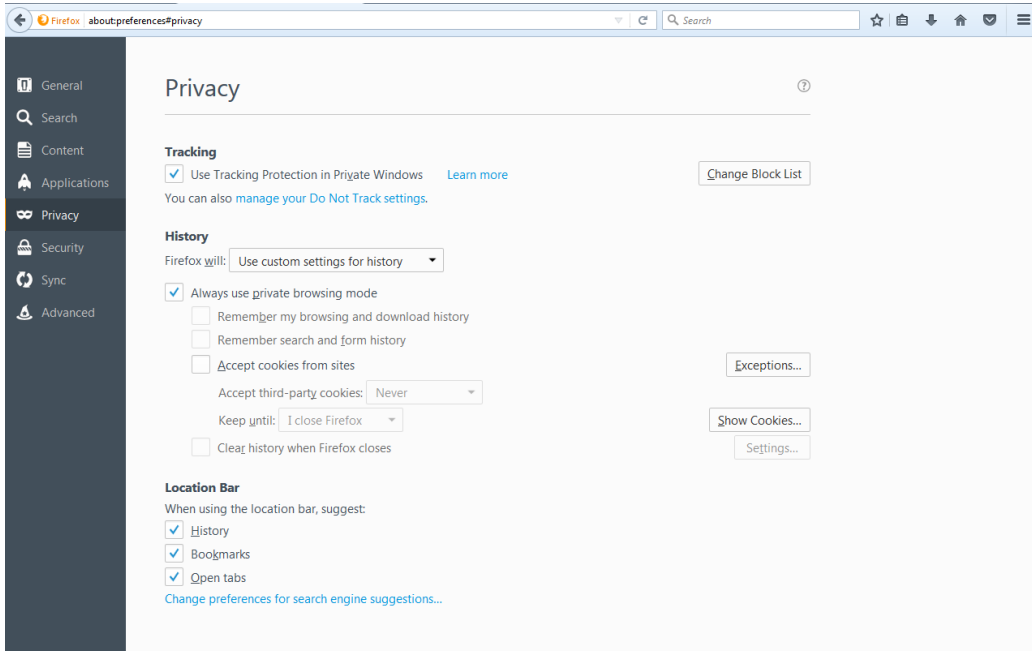 Firefox about:preferences#privacy Search
General
Search
Content
Applications
Privacy
Security
Sync
Advanced
Privacy ?
Tracking
Use Tracking Protection in Private Windows Learn more Change Block List
You can also manage your Do Not Track settings.
History
Firefox will: Use custom settings for history
Always use private browsing mode
Remember my browsing and download history
Remember search and form history
Accept cookies from sites Exceptions...
Accept third-party cookies: Never
Keep until: I close Firefox Show Cookies...
Clear history when Firefox closes Settings...
Location Bar
When using the location bar, suggest:
History
Bookmarks
Open tabs
Change preferences for search engine suggestions...